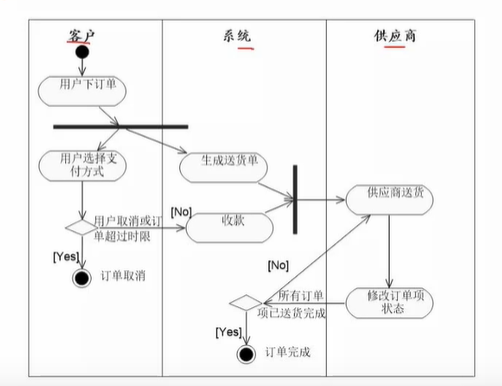 客户
系统
供应商
用户下订单
用户选择支
付方式
生成送货单
供应商送货
用户取消或订
单超过时限
[No]
收款
[Yes]
订单取消
[No]
所有订单
项已送货完成
修改订单项
状态
[Yes]
订单完成